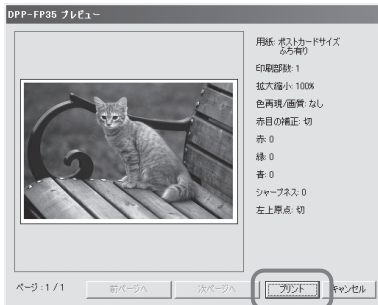 DPP-FP35 プレビュー
用紙: ポストカードサイズ
ふち有り
印刷部数: 1
拡大縮小: 100%
色再現/画質: なし
赤目の補正: 切
赤: 0
緑: 0
青: 0
シャープネス: 0
左上原点: 切
ページ: 1 / 1
前ページへ
次ページへ
プリント
キャンセル